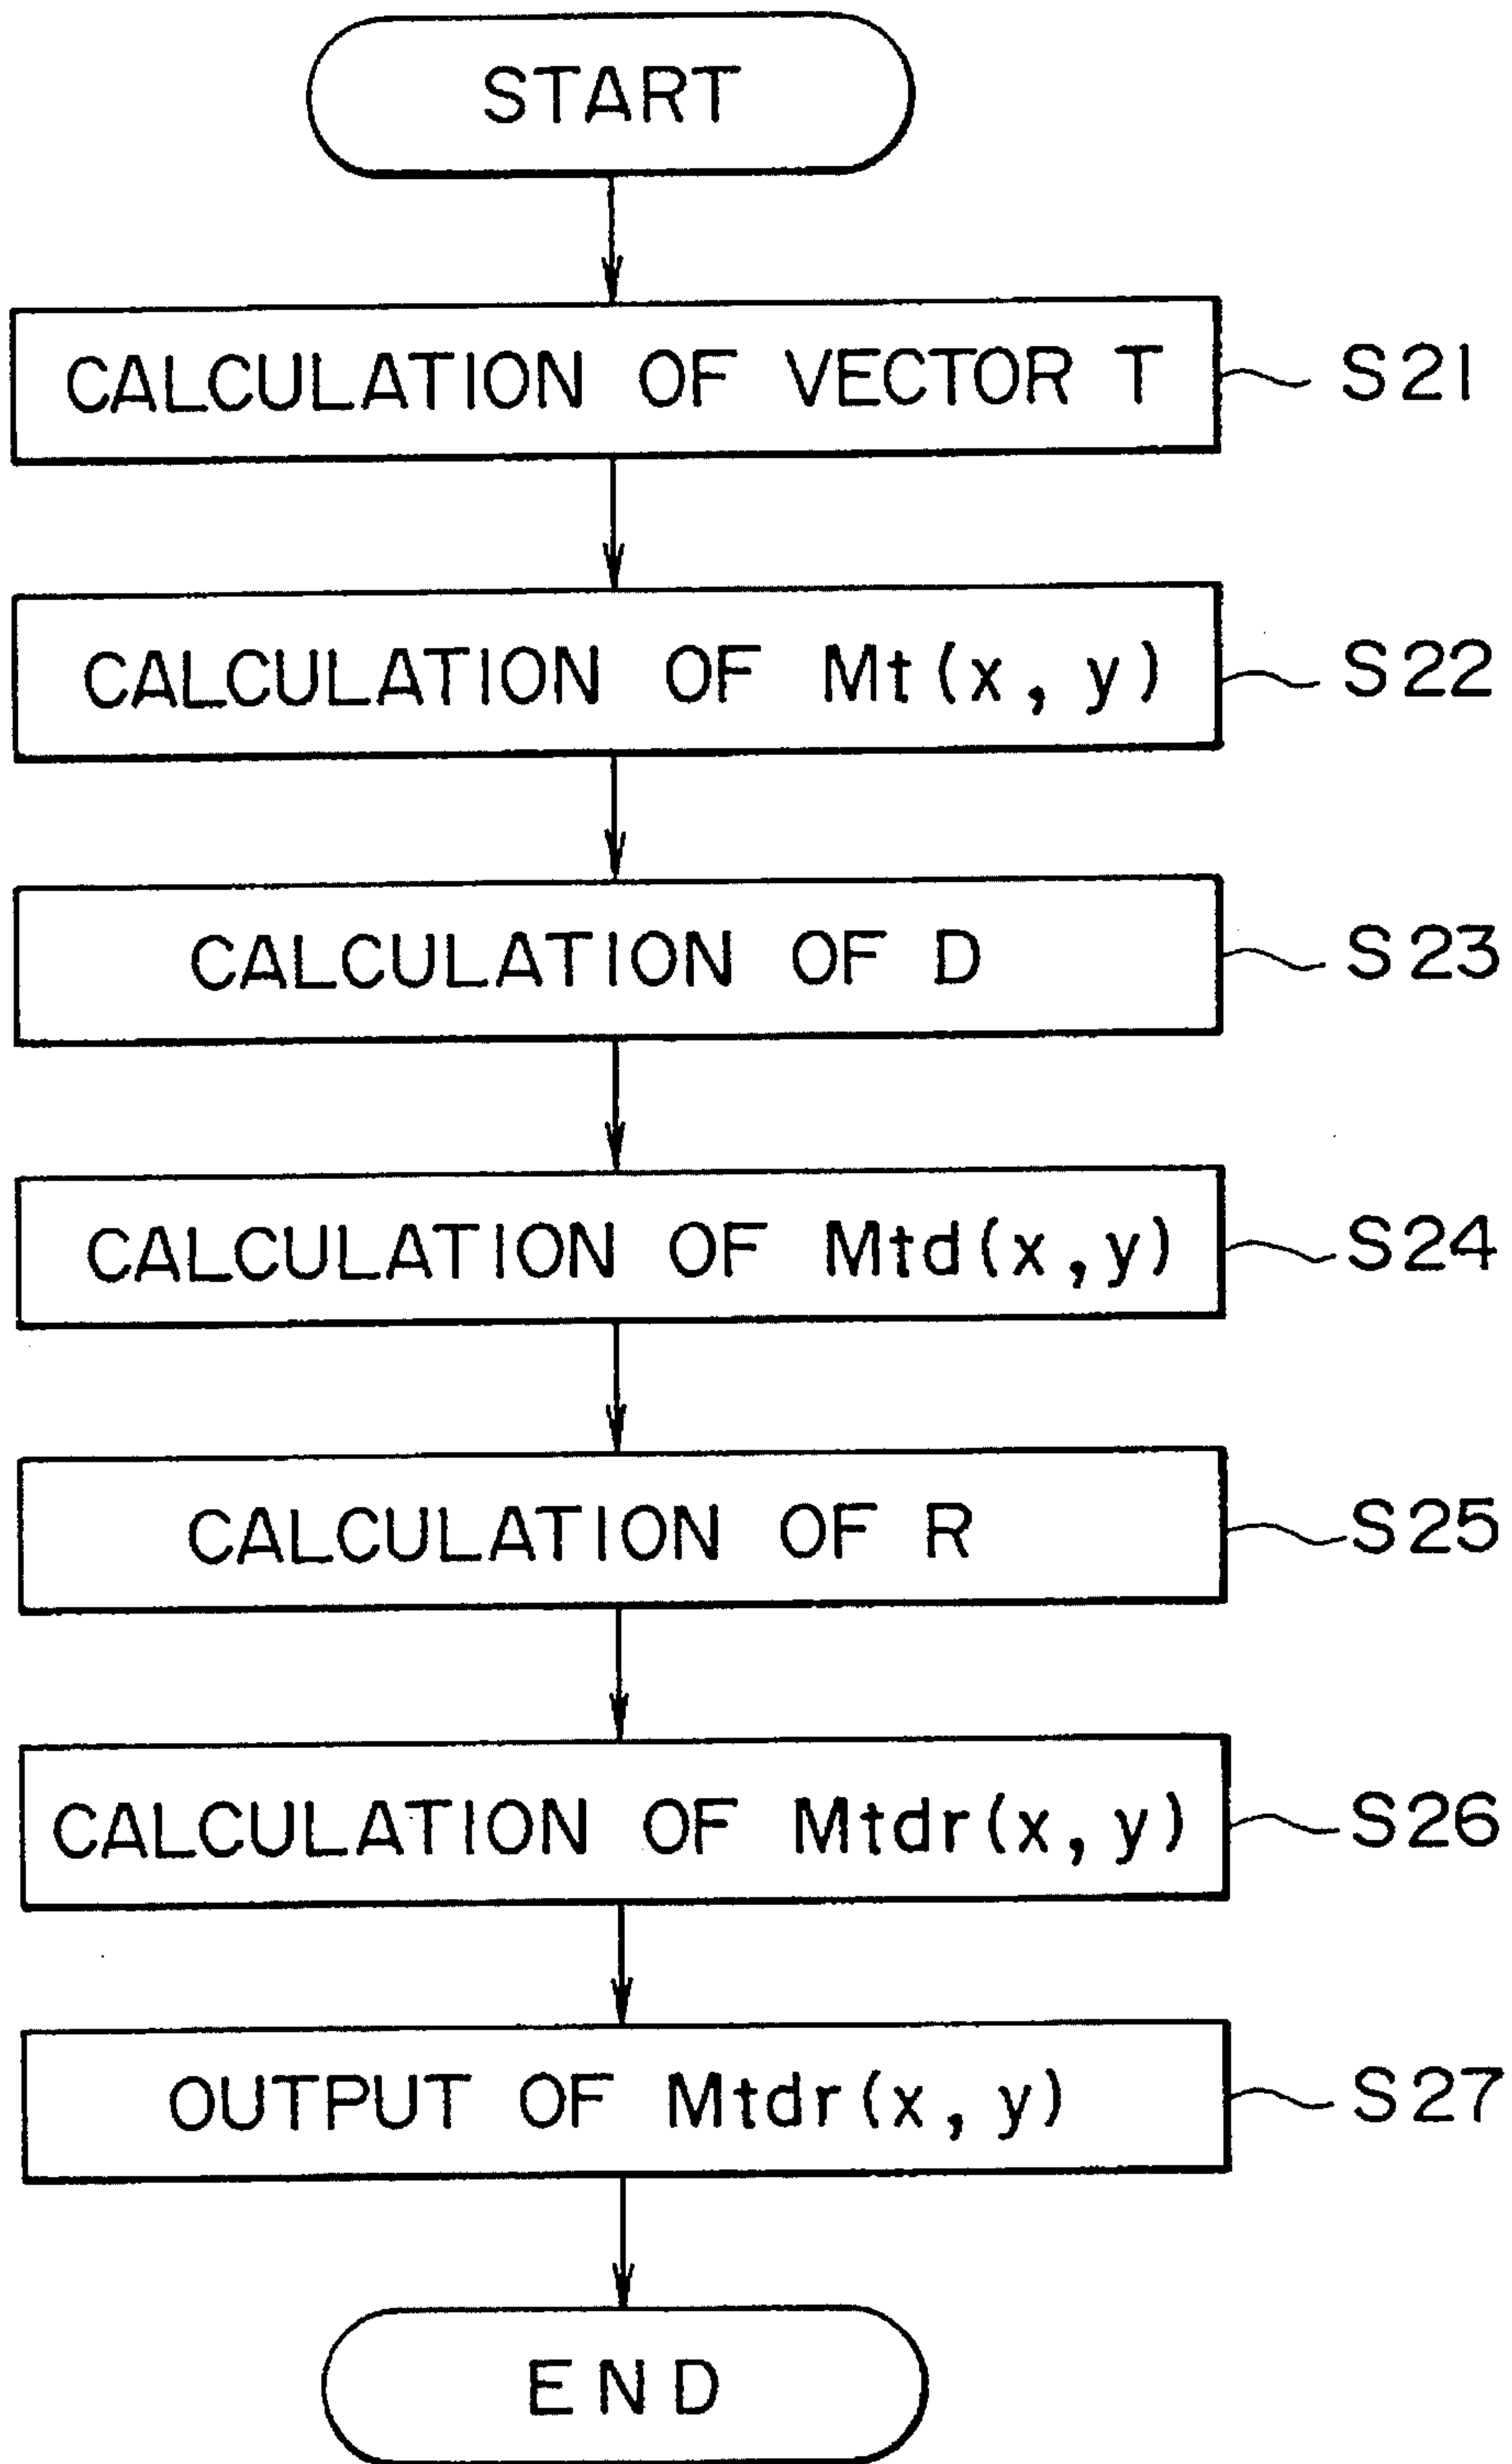 START
CALCULATION OF VECTOR T S21
CALCULATION OF Mt(x, y) S22
CALCULATION OF D S23
CALCULATION OF Mtd(x,y) S24
CALCULATION OF R S25
CALCULATION OF Mtdr(x, y) S26
OUTPUT OF Mtdr(x, y) S27
END